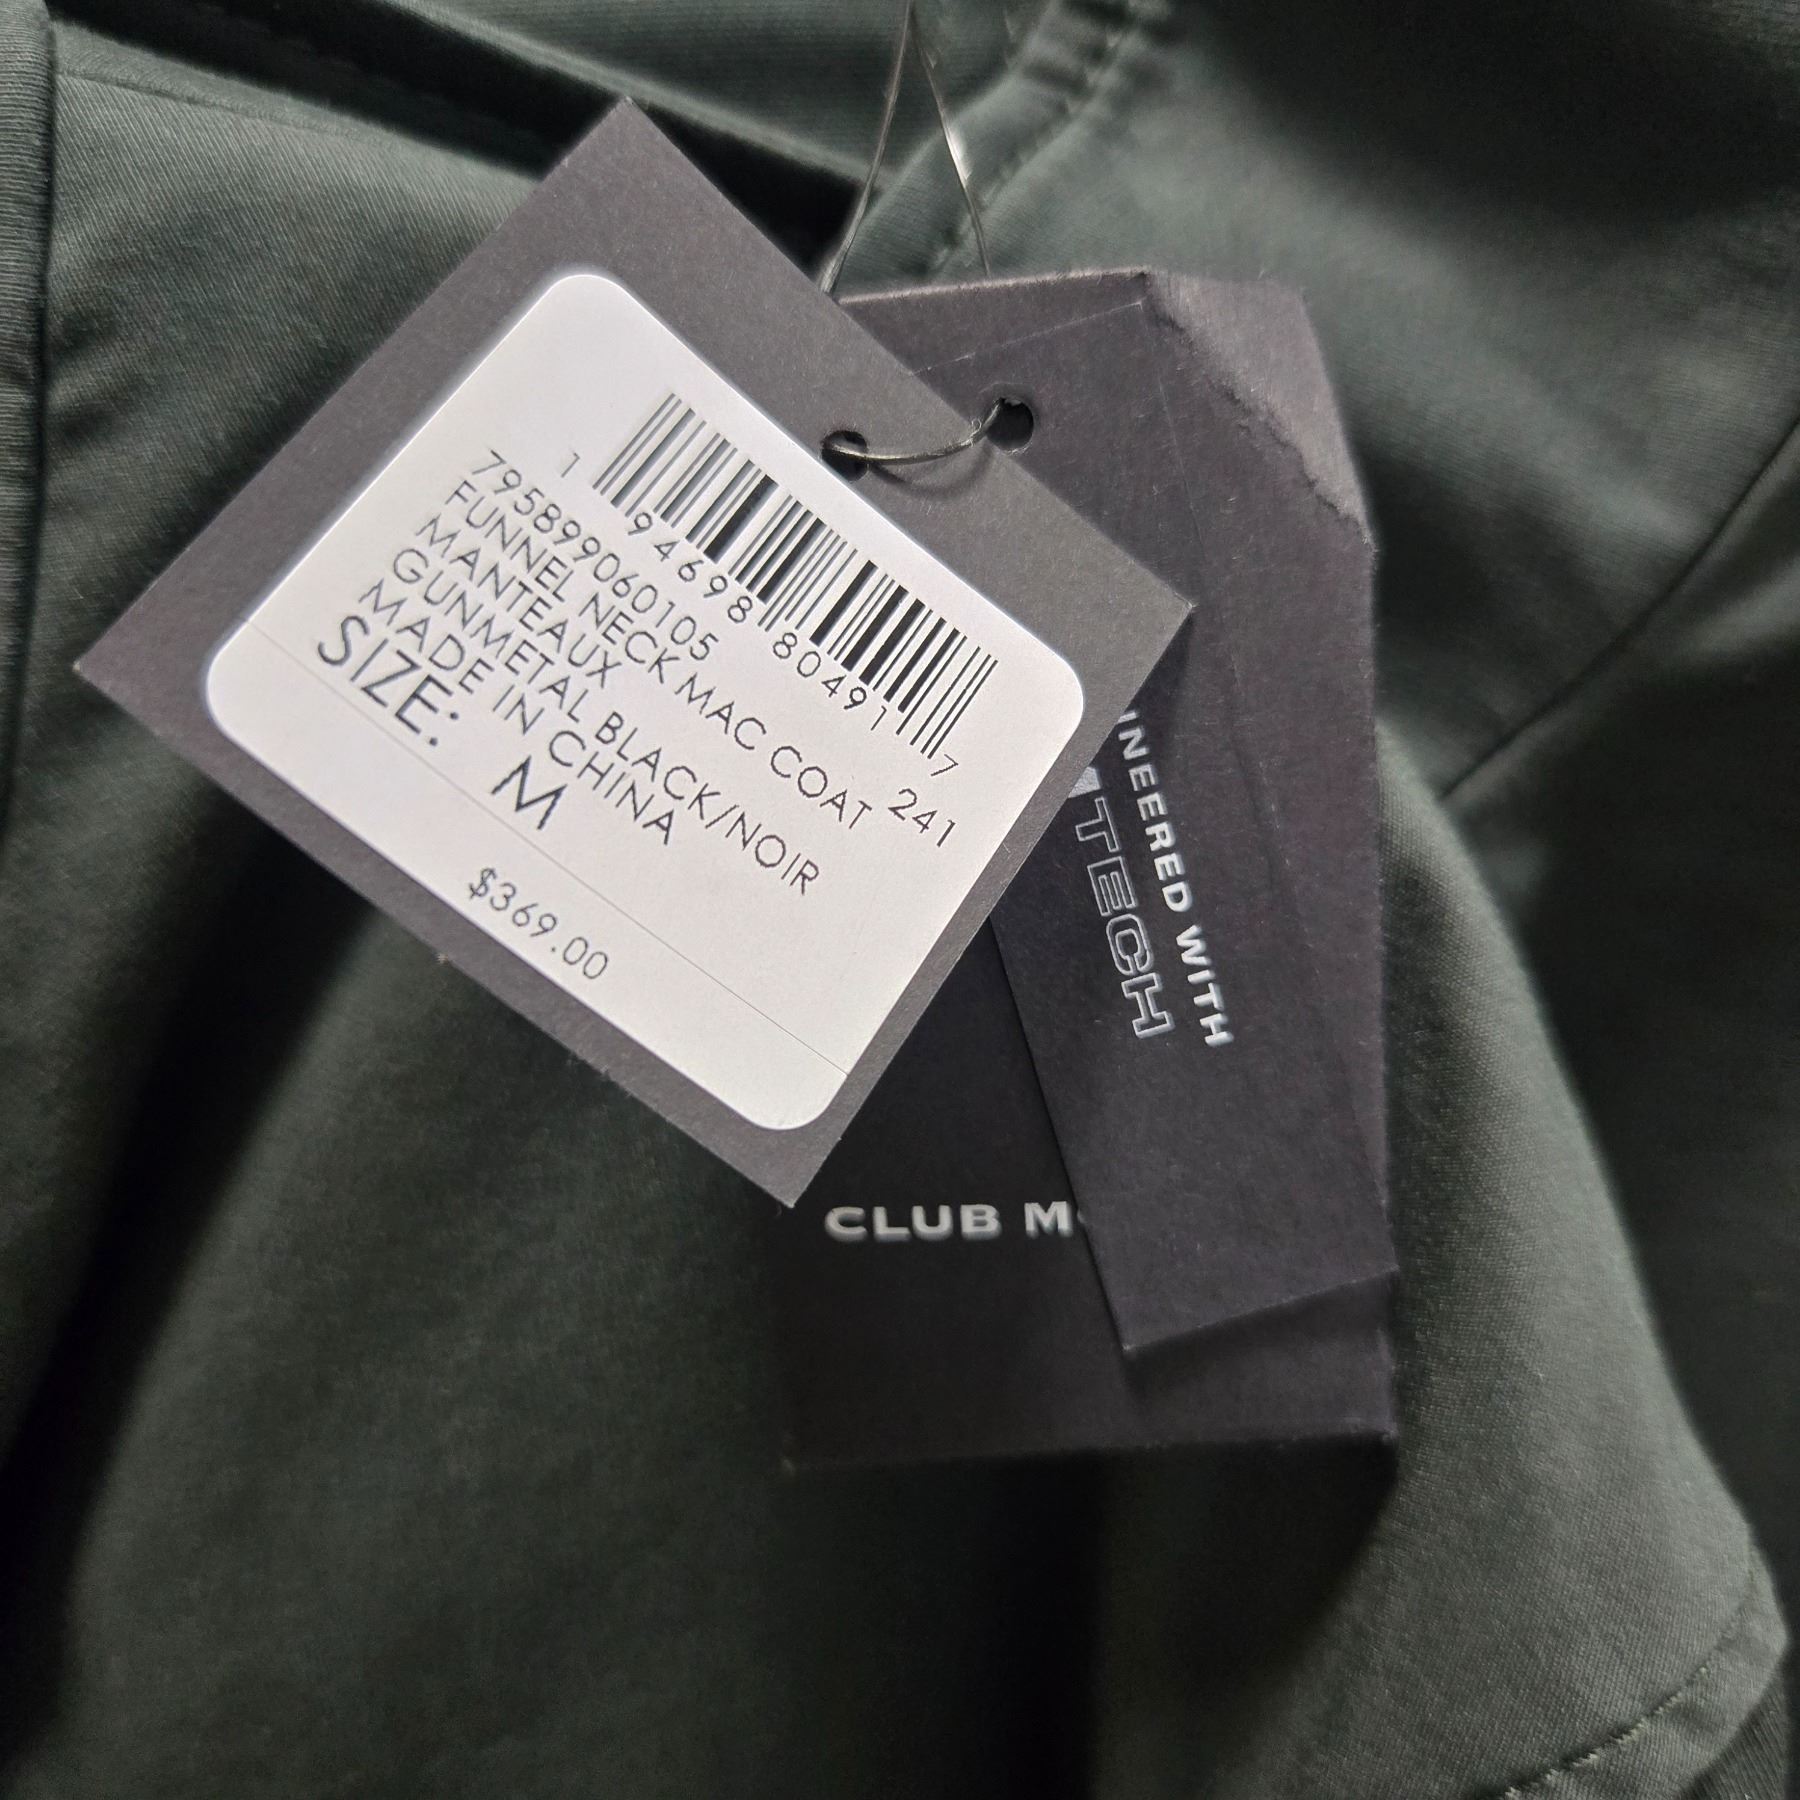 1 94698 80491 7
795899060105
FUNNEL NECK MAC COAT 241
MANTEAUX
GUNMETAL BLACK/NOIR
MADE IN CHINA
SIZE: M
$369.00
WITH
TECH
CLUB